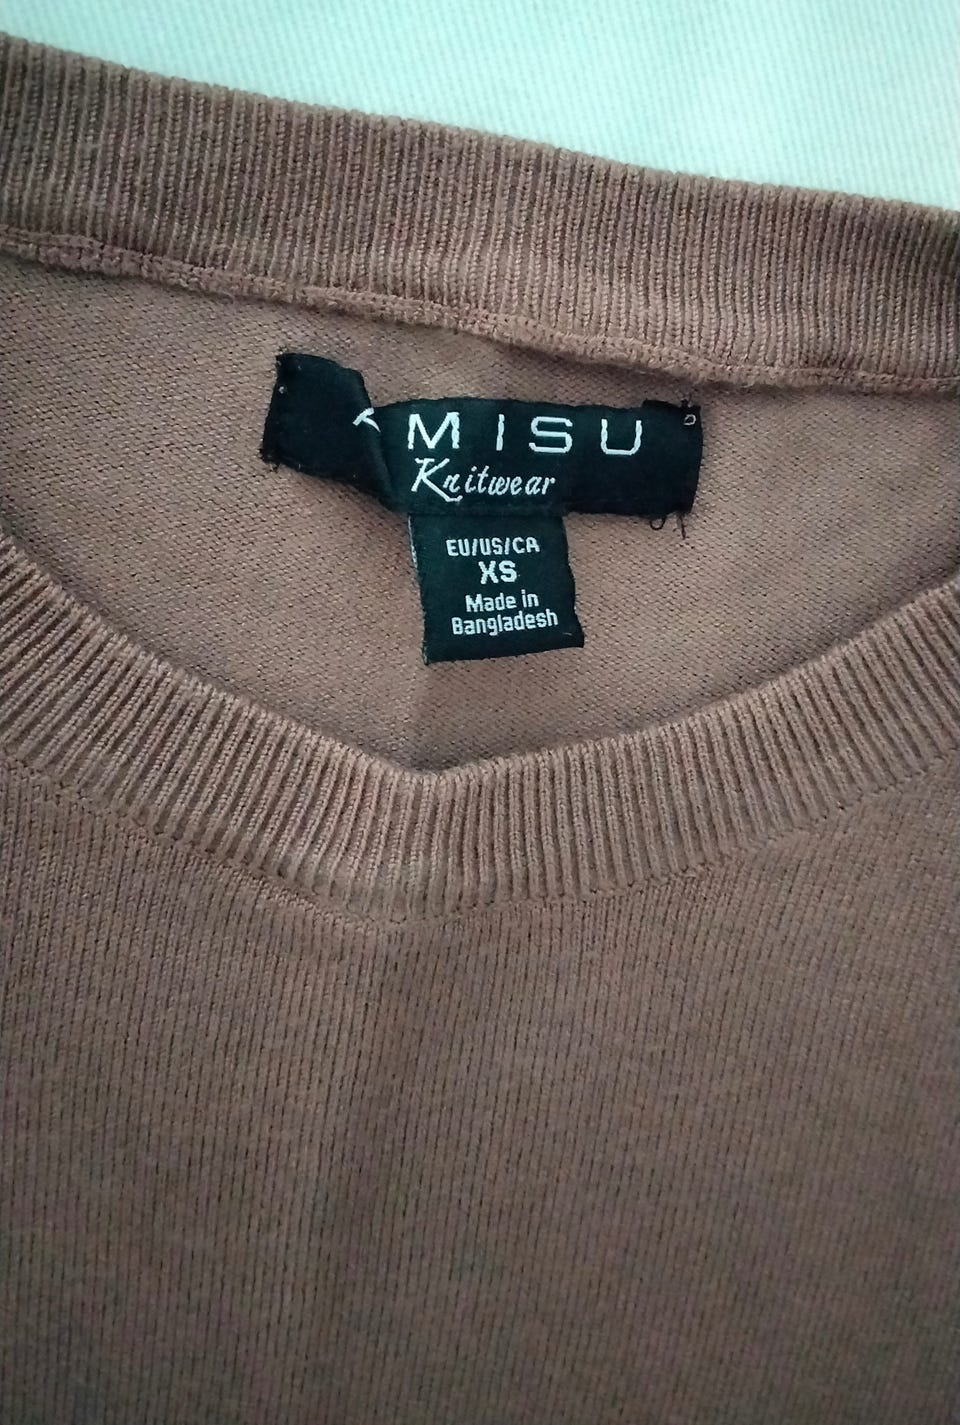 MISU
Knitwear
EU/US/CA
XS
Made in
Bangladesh